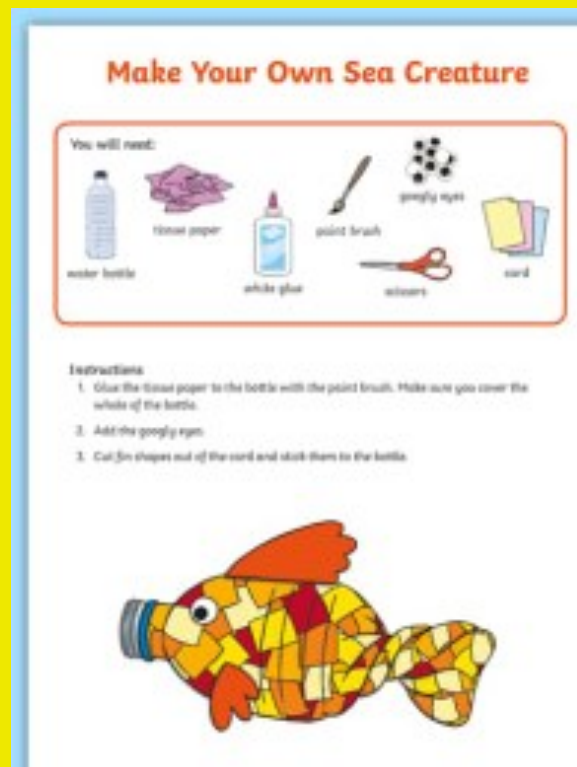 Make Your Own Sea Creature
You will need:
googly eyes
tissue paper
paint brush
card
water bottle
white glue
scissors
Instructions
1. Glue the tissue paper to the bottle with the paint brush. Make sure you cover the
whole of the bottle.
2. Add the googly eyes.
3. Cut fin shapes out of the card and stick them to the bottle.